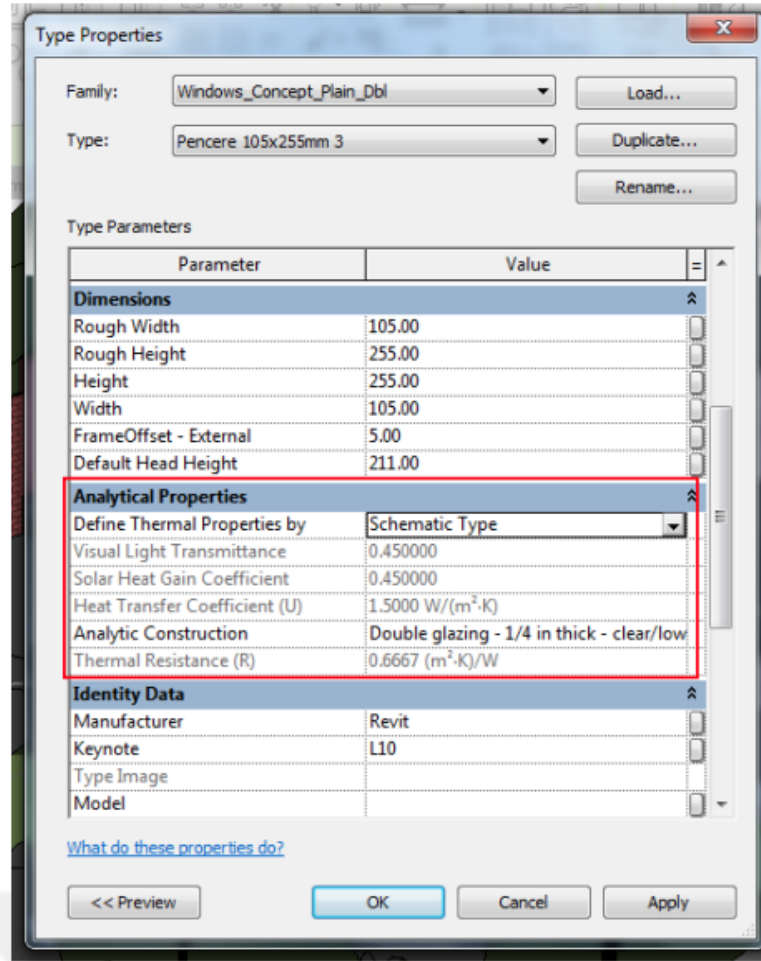 Type Properties
Family: Windows_Concept_Plain_Dbl Load...
Type: Pencere 105x255mm 3 Duplicate...
Rename...
Type Parameters
Parameter Value =
Dimensions
Rough Width 105.00
Rough Height 255.00
Height 255.00
Width 105.00
FrameOffset - External 5.00
Default Head Height 211.00
Analytical Properties
Define Thermal Properties by Schematic Type
Visual Light Transmittance 0.450000
Solar Heat Gain Coefficient 0.450000
Heat Transfer Coefficient (U) 1.5000 W/(m²·K)
Analytic Construction Double glazing - 1/4 in thick - clear/low
Thermal Resistance (R) 0.6667 (m²·K)/W
Identity Data
Manufacturer Revit
Keynote L10
Type Image
Model
What do these properties do?
<< Preview OK Cancel Apply